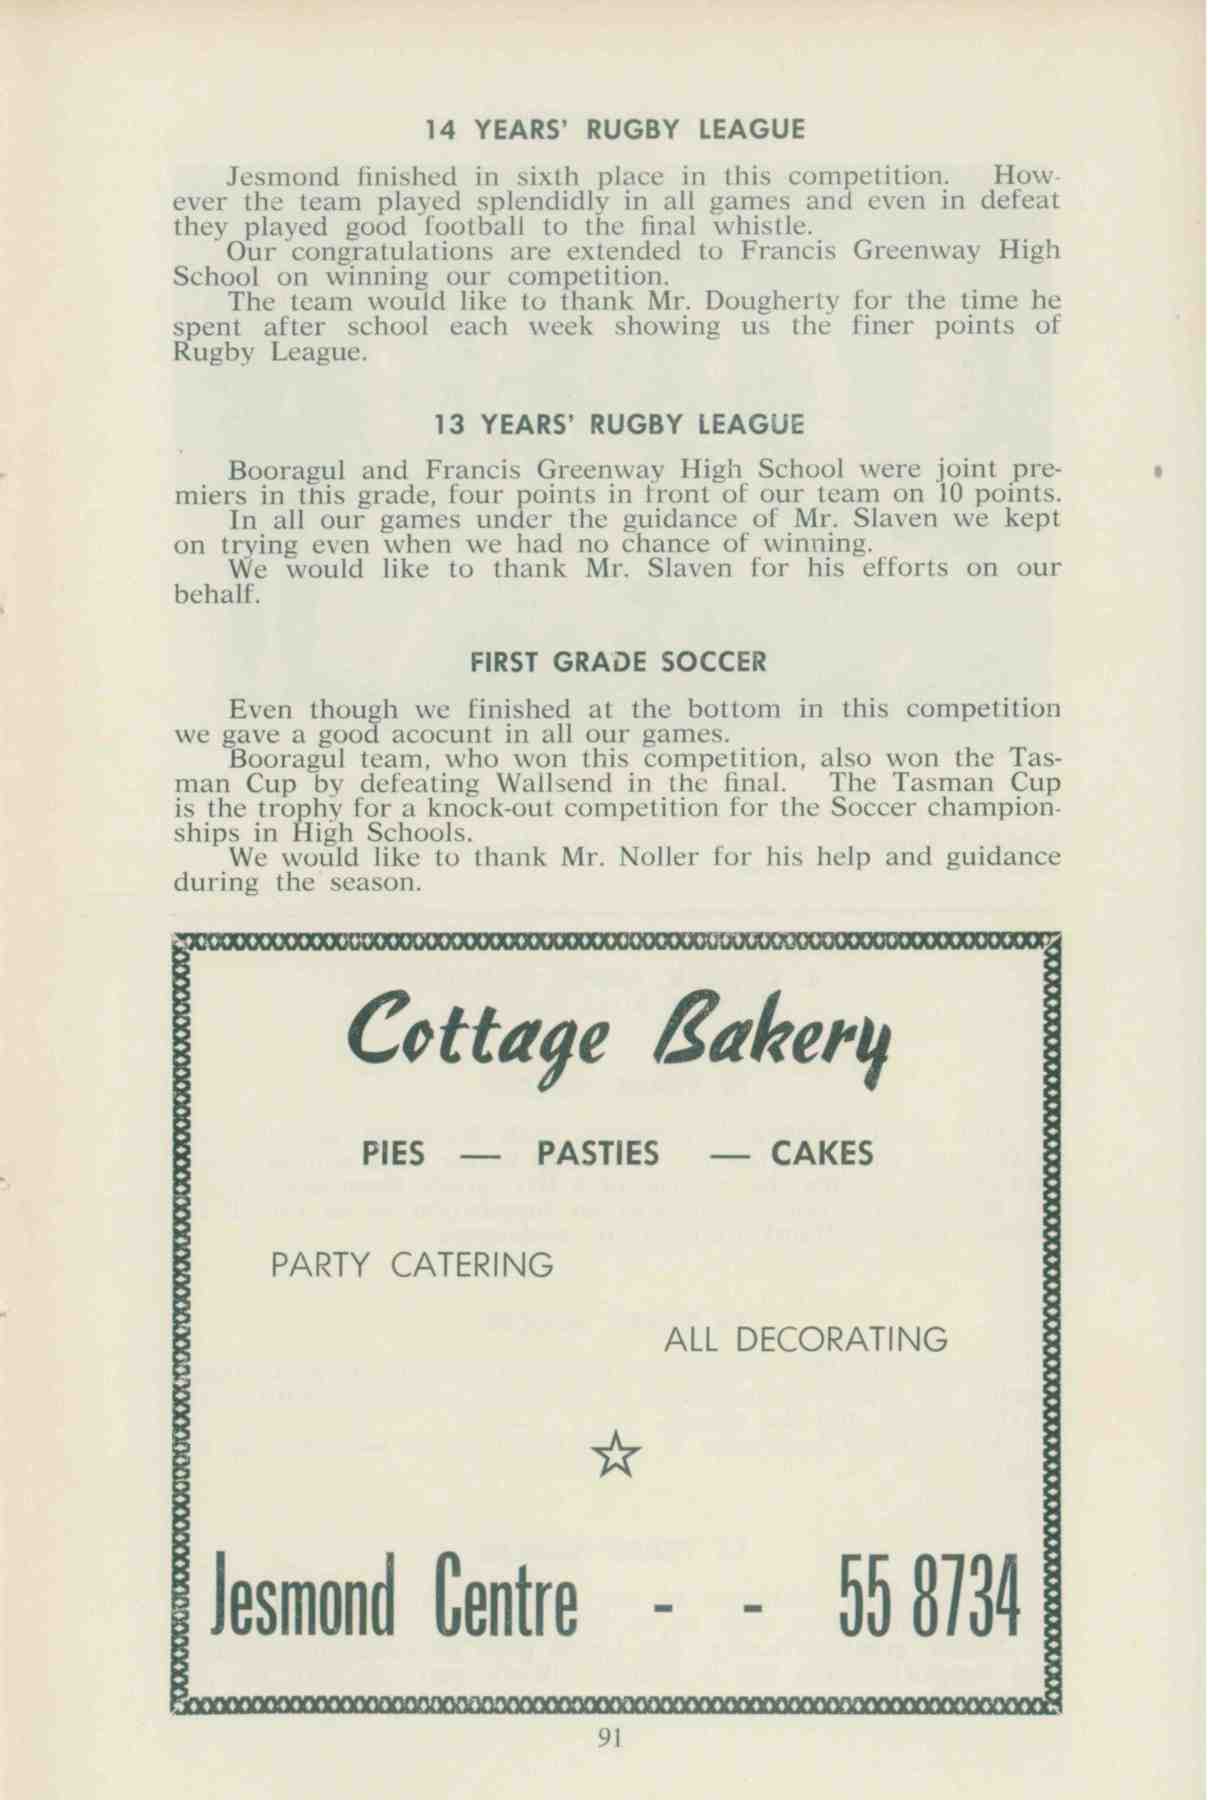 14 YEARS' RUGBY LEAGUE
Jesmond finished in sixth place in this competition. How-
ever the team played splendidly in all games and even in defeat
they played good football to the final whistle.
Our congratulations are extended to Francis Greenway High
School on winning our competition.
The team would like to thank Mr. Dougherty for the time he
spent after school each week showing us the finer points of
Rugby League.
13 YEARS' RUGBY LEAGUE
Booragul and Francis Greenway High School were joint pre-
miers in this grade, four points in front of our team on 10 points.
In all our games under the guidance of Mr. Slaven we kept
on trying even when we had no chance of winning.
We would like to thank Mr. Slaven for his efforts on our
behalf.
FIRST GRADE SOCCER
Even though we finished at the bottom in this competition
we gave a good acocunt in all our games.
Booragul team, who won this competition, also won the Tas-
man Cup by defeating Wallsend in the final. The Tasman Cup
is the trophy for a knock-out competition for the Soccer champion-
ships in High Schools.
We would like to thank Mr. Noller for his help and guidance
during the season.
Cottage Bakery
PIES — PASTIES — CAKES
PARTY CATERING
ALL DECORATING
Jesmond Centre - - 55 8734
91